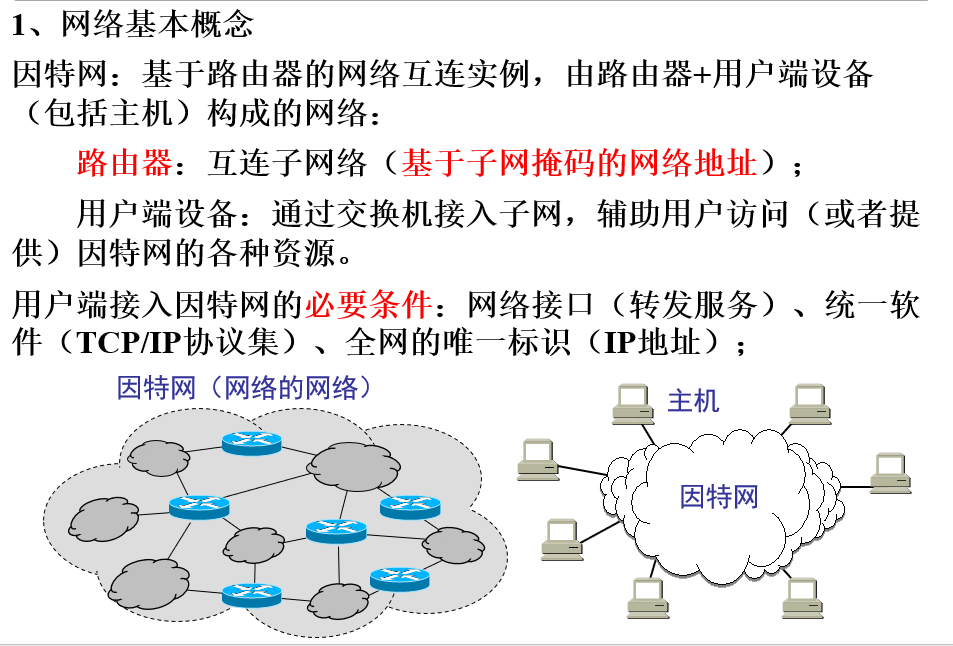 1、网络基本概念
因特网：基于路由器的网络互连实例，由路由器+用户端设备
（包括主机）构成的网络：
路由器：互连子网络（基于子网掩码的网络地址）；
用户端设备：通过交换机接入子网，辅助用户访问（或者提
供）因特网的各种资源。
用户端接入因特网的必要条件：网络接口（转发服务）、统一软
件（TCP/IP协议集）、全网的唯一标识（IP地址）；
因特网（网络的网络）
主机
因特网